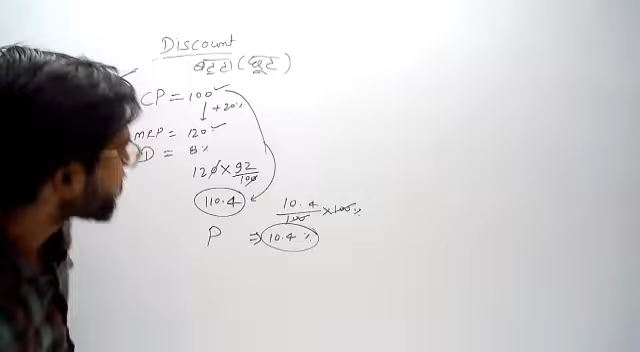 Discount
बट्टा (छूट)
CP = 100 ✓
↓ +20%
MRP = 120 ✓
D = 8%
120 × 92/100
110.4
10.4/100 × 100%
P ⇒ 10.4%